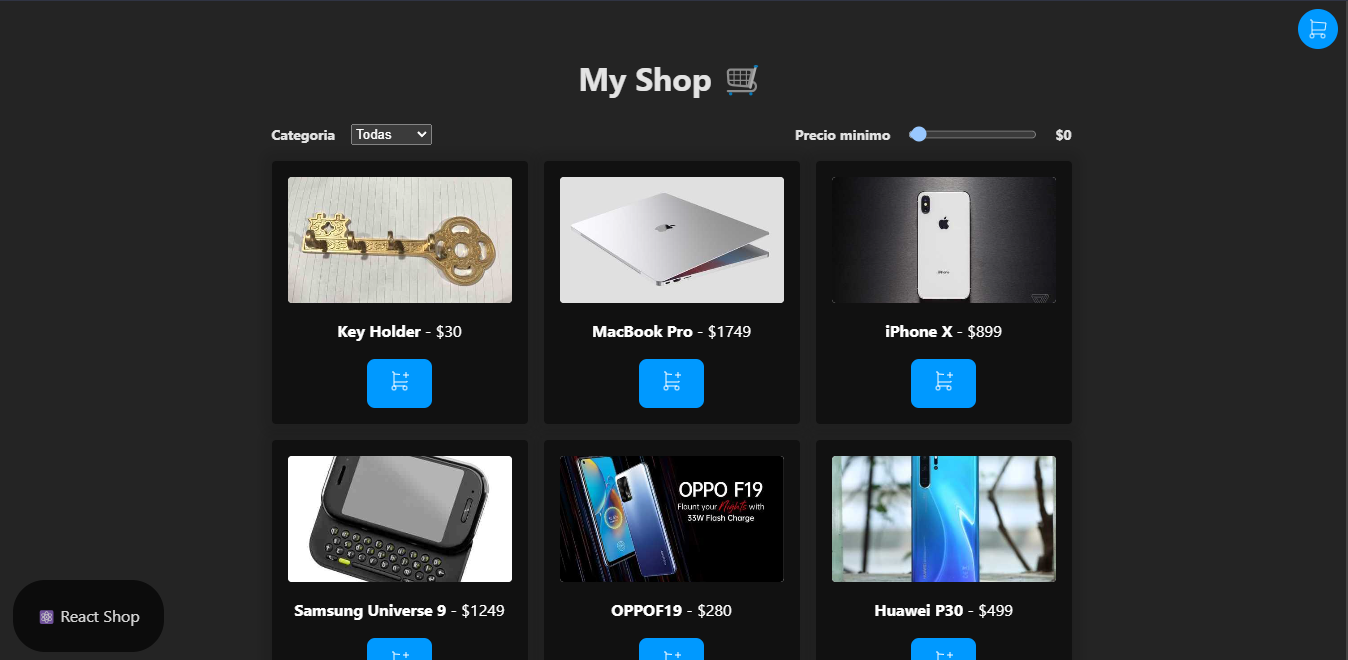 My Shop 🛒
Categoria Todas Precio minimo $0
Key Holder - $30
MacBook Pro - $1749
iPhone X - $899
iPhone
OPPO F19
Flaunt your Nights with
33W Flash Charge
Samsung Universe 9 - $1249
OPPOF19 - $280
Huawei P30 - $499
⚛️ React Shop